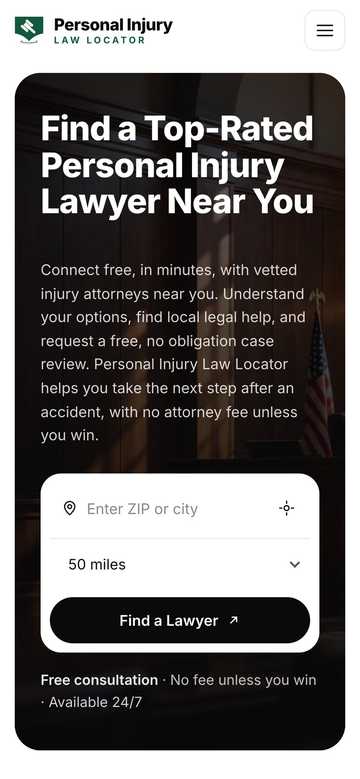 Personal Injury
LAW LOCATOR
Find a Top-Rated
Personal Injury
Lawyer Near You
Connect free, in minutes, with vetted
injury attorneys near you. Understand
your options, find local legal help, and
request a free, no obligation case
review. Personal Injury Law Locator
helps you take the next step after an
accident, with no attorney fee unless
you win.
Enter ZIP or city
50 miles
Find a Lawyer ↗
Free consultation · No fee unless you win
· Available 24/7